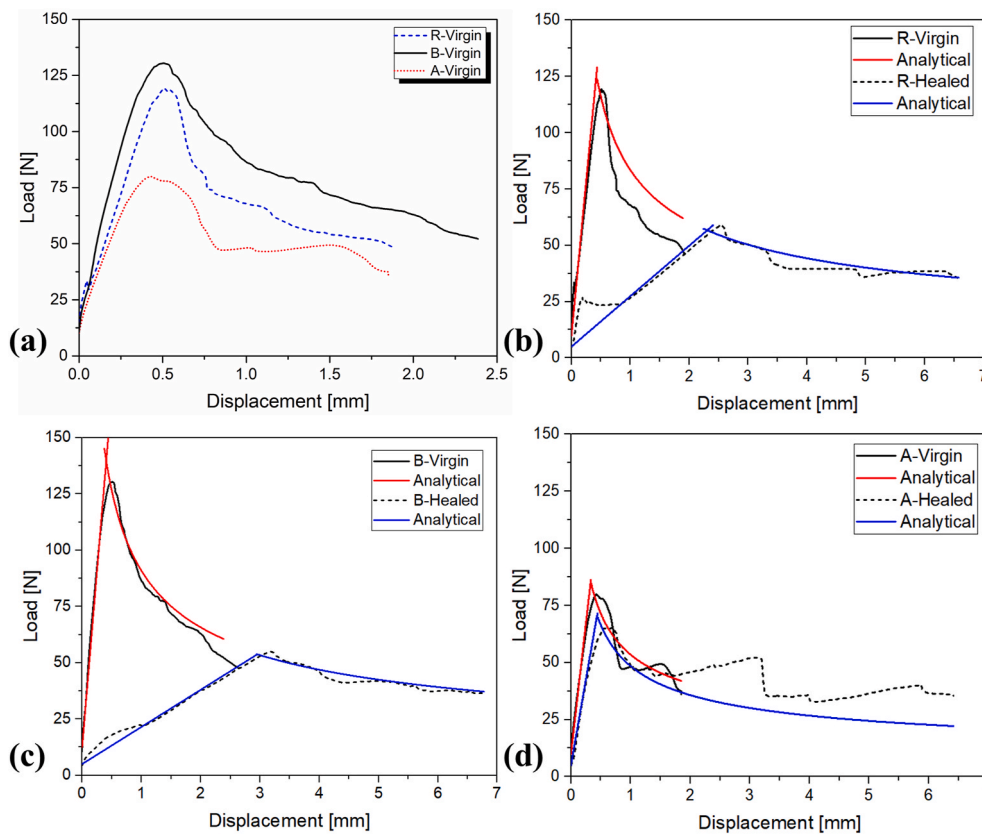 150
125
100
75
50
25
0
Load [N]
R-Virgin
B-Virgin
A-Virgin
(a)
0.0 0.5 1.0 1.5 2.0 2.5
Displacement [mm]
150
125
100
75
50
25
0
Load [N]
R-Virgin
Analytical
R-Healed
Analytical
(b)
0 1 2 3 4 5 6 7
Displacement [mm]
150
125
100
75
50
25
0
Load [N]
B-Virgin
Analytical
B-Healed
Analytical
(c)
0 1 2 3 4 5 6 7
Displacement [mm]
150
125
100
75
50
25
0
Load [N]
A-Virgin
Analytical
A-Healed
Analytical
(d)
0 1 2 3 4 5 6
Displacement [mm]